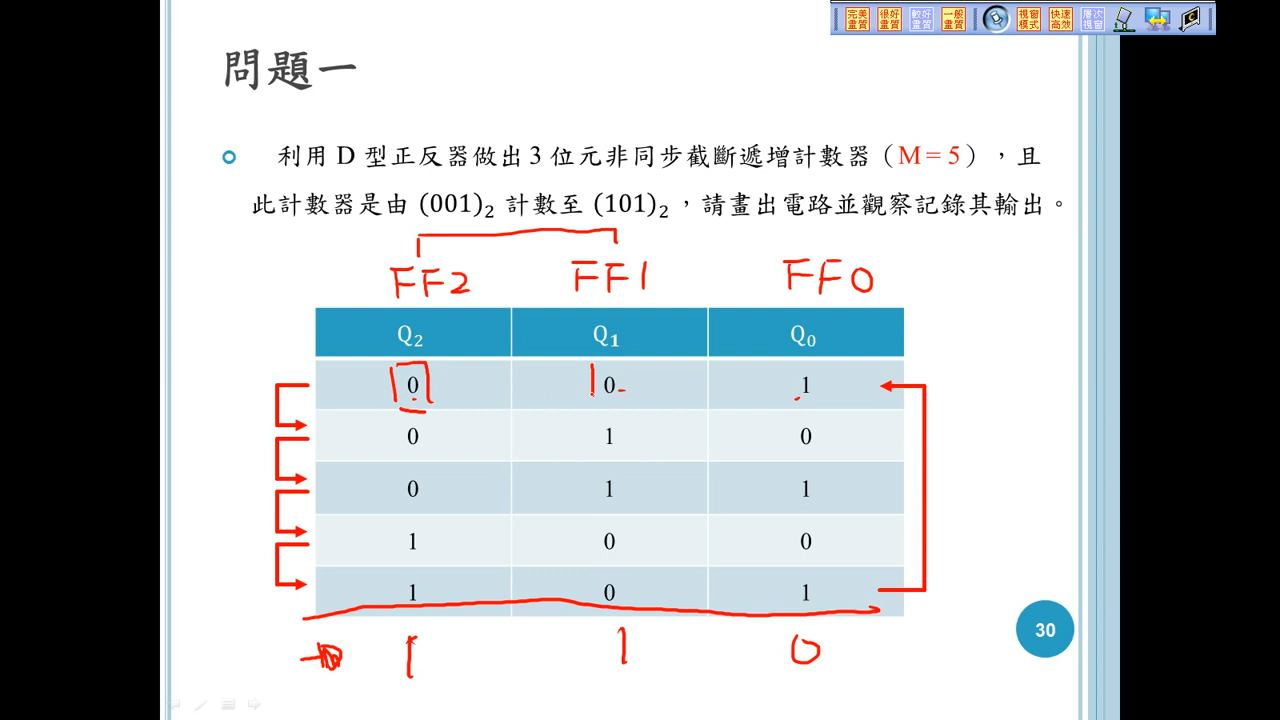 完美畫質 很好畫質 較好畫質 一般畫質 視窗模式 快速高效 層次視窗
問題一
利用 D 型正反器做出 3 位元非同步截斷遞增計數器（M = 5），且
此計數器是由 (001)₂ 計數至 (101)₂，請畫出電路並觀察記錄其輸出。
FF2 FF1 FF0
Q₂ Q₁ Q₀
0 0 1
0 1 0
0 1 1
1 0 0
1 0 1
1 1 0
30